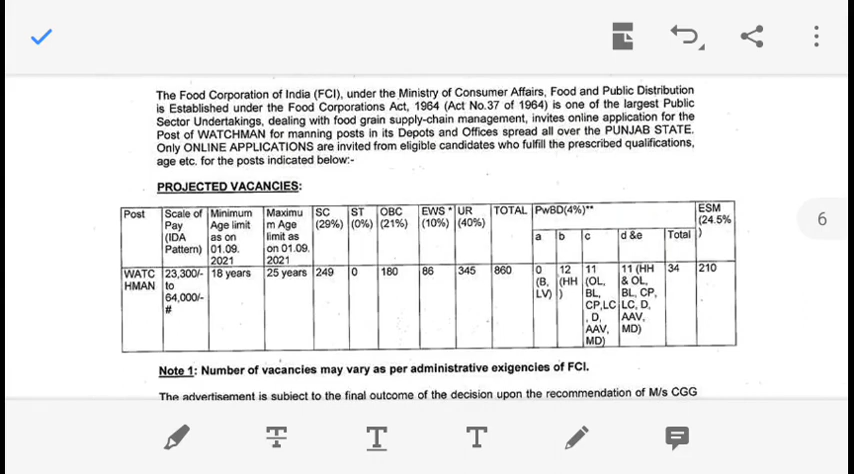 The Food Corporation of India (FCI), under the Ministry of Consumer Affairs, Food and Public Distribution
is Established under the Food Corporations Act, 1964 (Act No.37 of 1964) is one of the largest Public
Sector Undertakings, dealing with food grain supply-chain management, invites online application for the
Post of WATCHMAN for manning posts in its Depots and Offices spread all over the PUNJAB STATE.
Only ONLINE APPLICATIONS are invited from eligible candidates who fulfill the prescribed qualifications,
age etc. for the posts indicated below:-
PROJECTED VACANCIES:
Post Scale of Minimum Maximu SC ST OBC EWS * UR TOTAL PwBD(4%)** ESM
Pay Age limit m Age (29%) (0%) (21%) (10%) (40%) (24.5%
(IDA as on limit as a b c d &e Total )
Pattern) 01.09. on 01.09.
2021 2021
WATC 23,300/- 18 years 25 years 249 0 180 86 345 860 0 12 11 11 (HH 34 210
HMAN to (B, (HH (OL, & OL,
64,000/- LV) ) BL, BL, CP,
# CP,LC LC, D,
, D, AAV,
AAV, MD)
MD)
Note 1: Number of vacancies may vary as per administrative exigencies of FCI.
The advertisement is subject to the final outcome of the decision upon the recommendation of M/s CGG
6
T T T